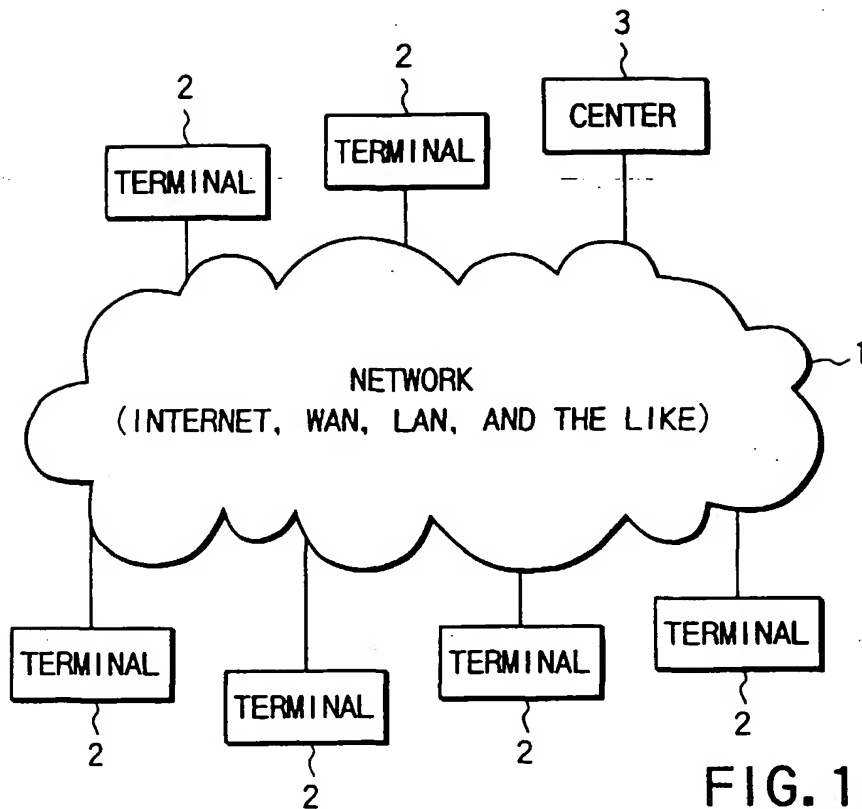 3
2
2
CENTER
TERMINAL
TERMINAL
1
NETWORK
(INTERNET, WAN, LAN, AND THE LIKE)
TERMINAL
TERMINAL
TERMINAL
TERMINAL
2
2
2
2
FIG. 1